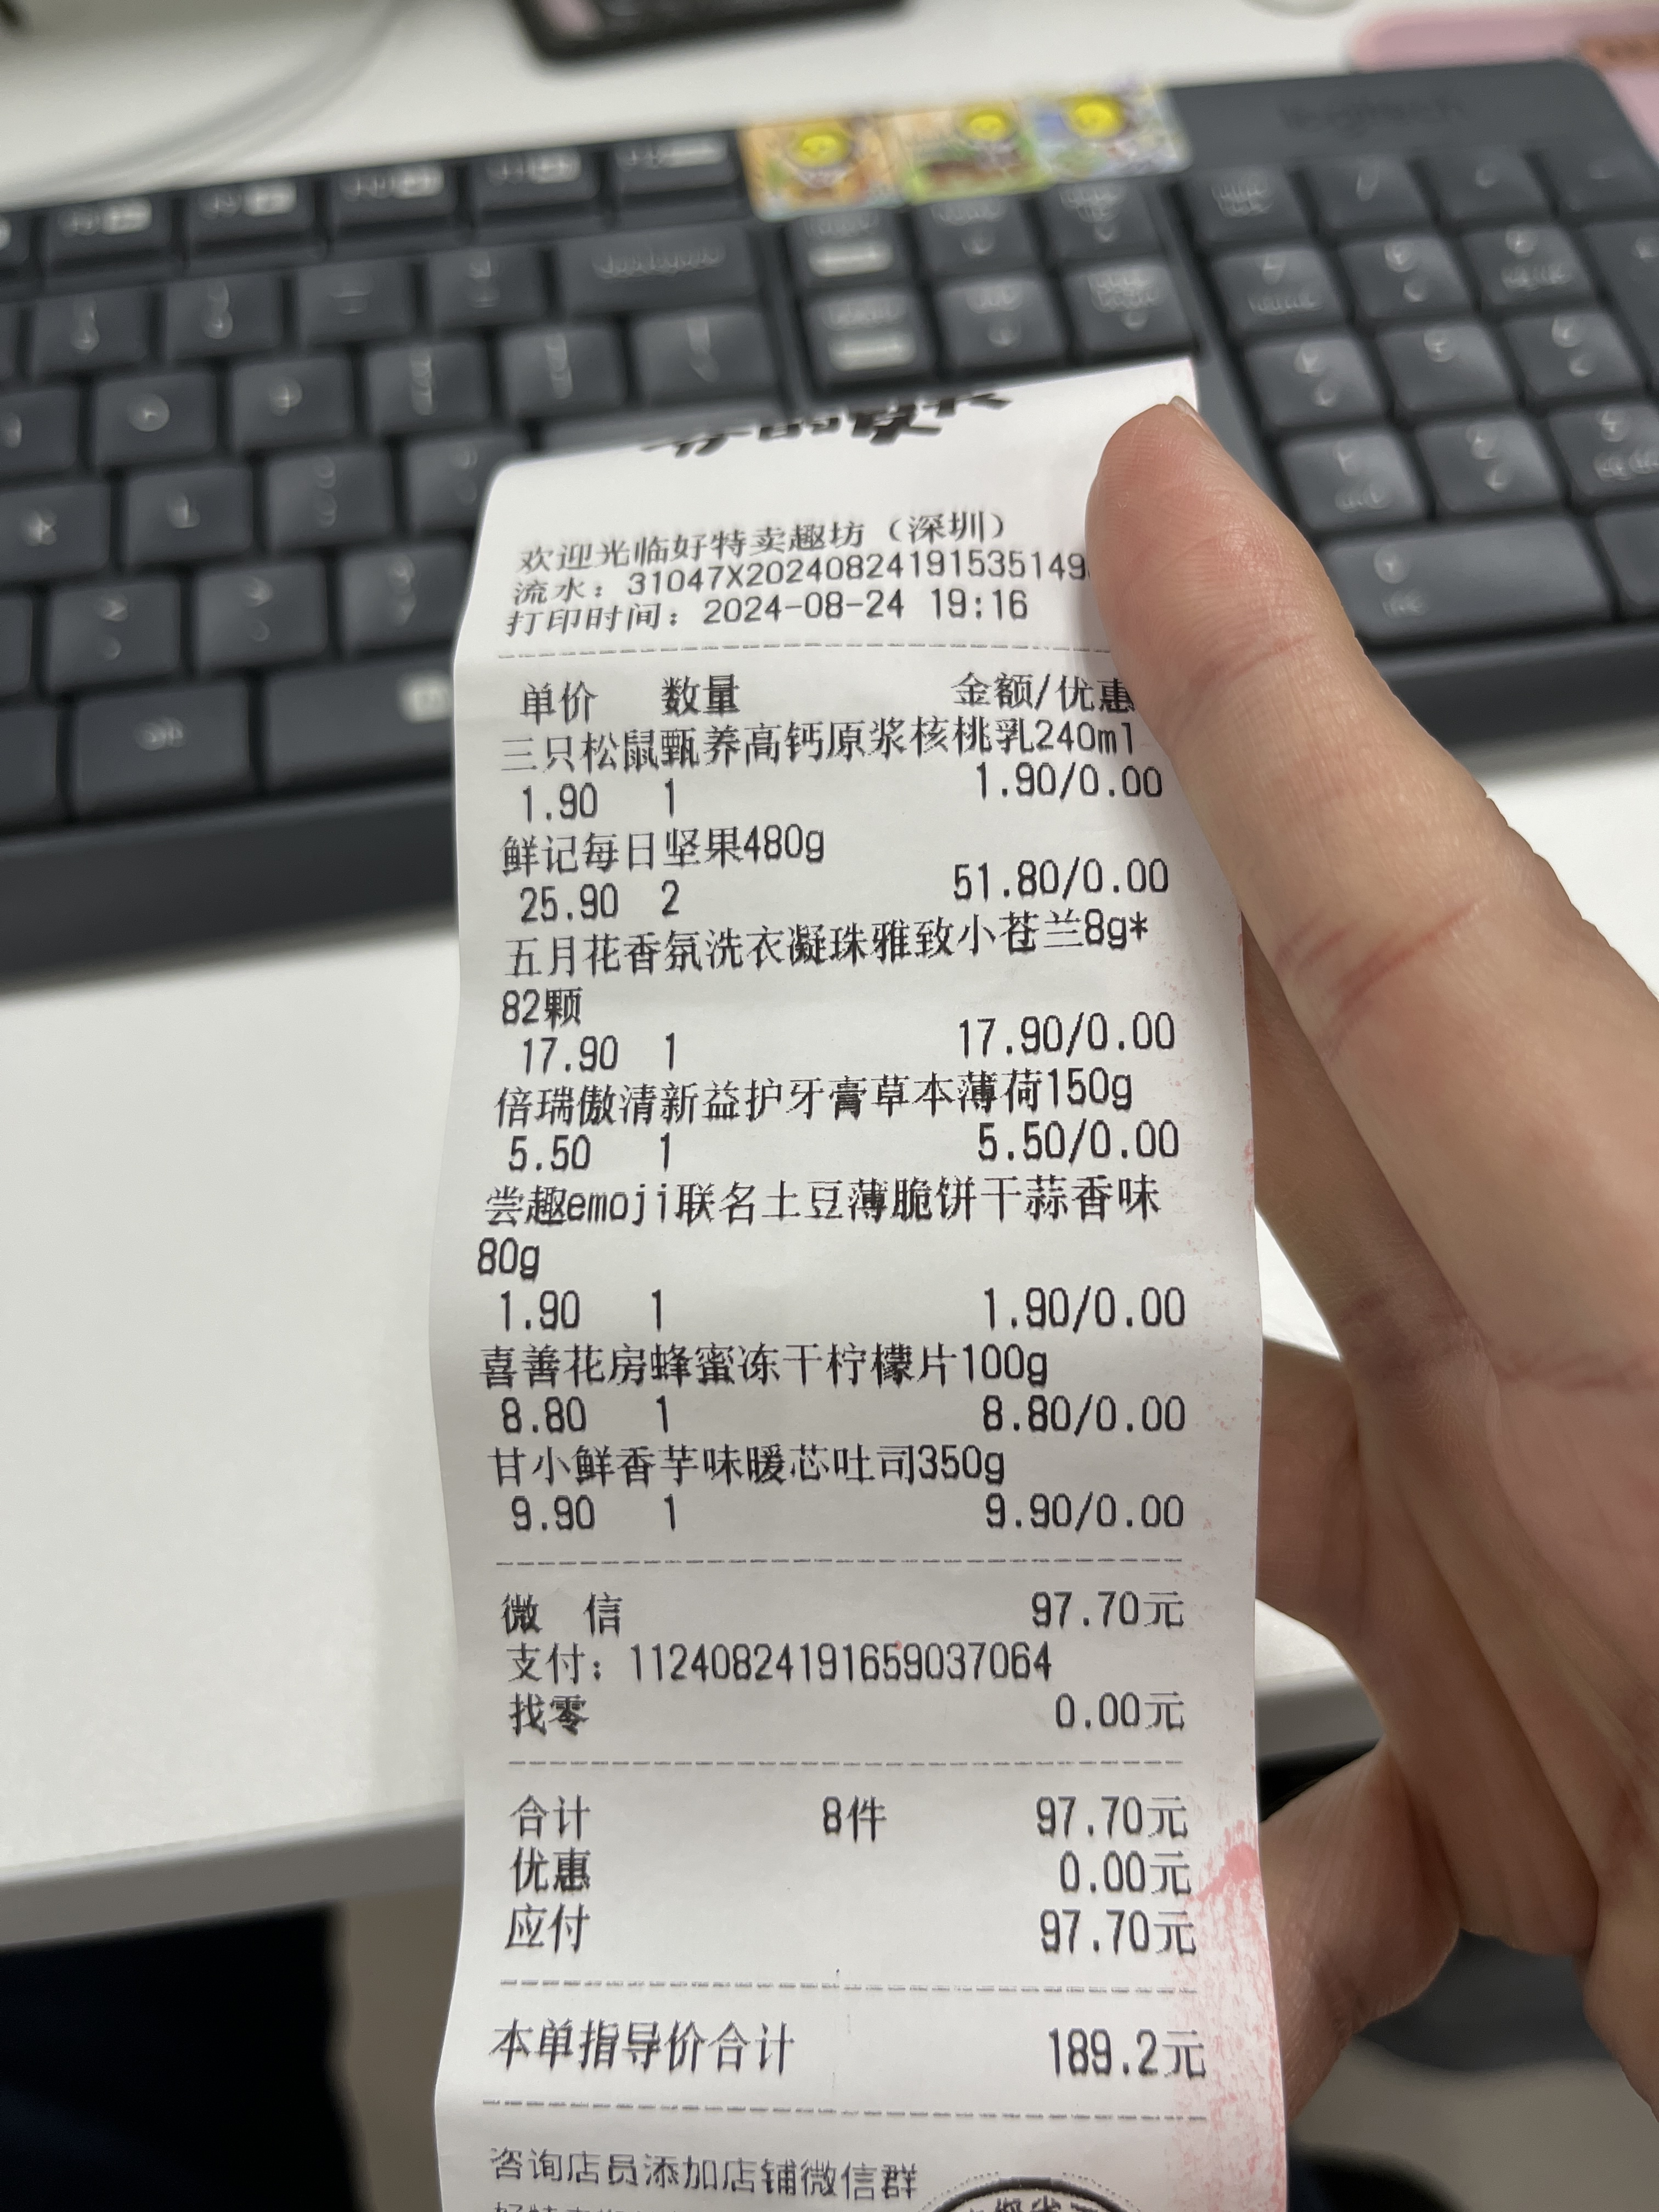 欢迎光临好特卖趣坊（深圳）
流水：31047X20240824191535149
打印时间：2024-08-24 19:16
单价 数量 金额/优惠
三只松鼠甄养高钙原浆核桃乳240ml
1.90 1 1.90/0.00
鲜记每日坚果480g
25.90 2 51.80/0.00
五月花香氛洗衣凝珠雅致小苍兰8g*
82颗
17.90 1 17.90/0.00
倍瑞傲清新益护牙膏草本薄荷150g
5.50 1 5.50/0.00
尝趣emoji联名土豆薄脆饼干蒜香味
80g
1.90 1 1.90/0.00
喜善花房蜂蜜冻干柠檬片100g
8.80 1 8.80/0.00
甘小鲜香芋味暖芯吐司350g
9.90 1 9.90/0.00
微 信 97.70元
支付：11240824191659037064
找零 0.00元
合计 8件 97.70元
优惠 0.00元
应付 97.70元
本单指导价合计 189.2元
咨询店员添加店铺微信群